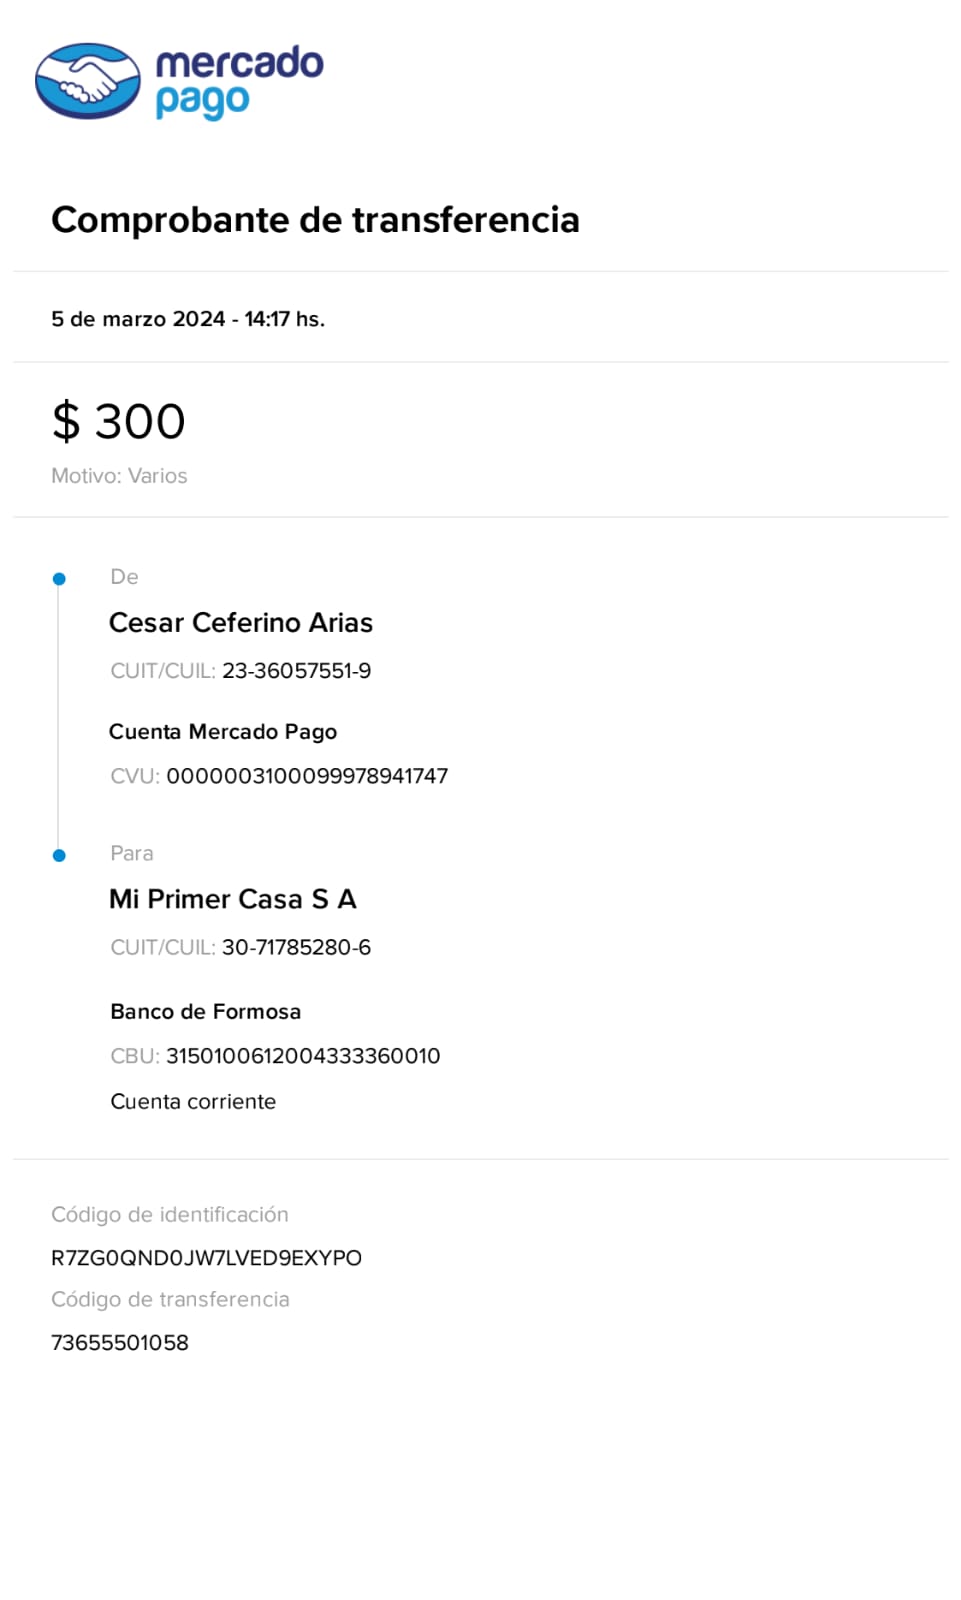 mercado
pago
Comprobante de transferencia
5 de marzo 2024 - 14:17 hs.
$ 300
Motivo: Varios
De
Cesar Ceferino Arias
CUIT/CUIL: 23-36057551-9
Cuenta Mercado Pago
CVU: 0000003100099978941747
Para
Mi Primer Casa S A
CUIT/CUIL: 30-71785280-6
Banco de Formosa
CBU: 3150100612004333360010
Cuenta corriente
Código de identificación
R7ZG0QND0JW7LVED9EXYPO
Código de transferencia
73655501058